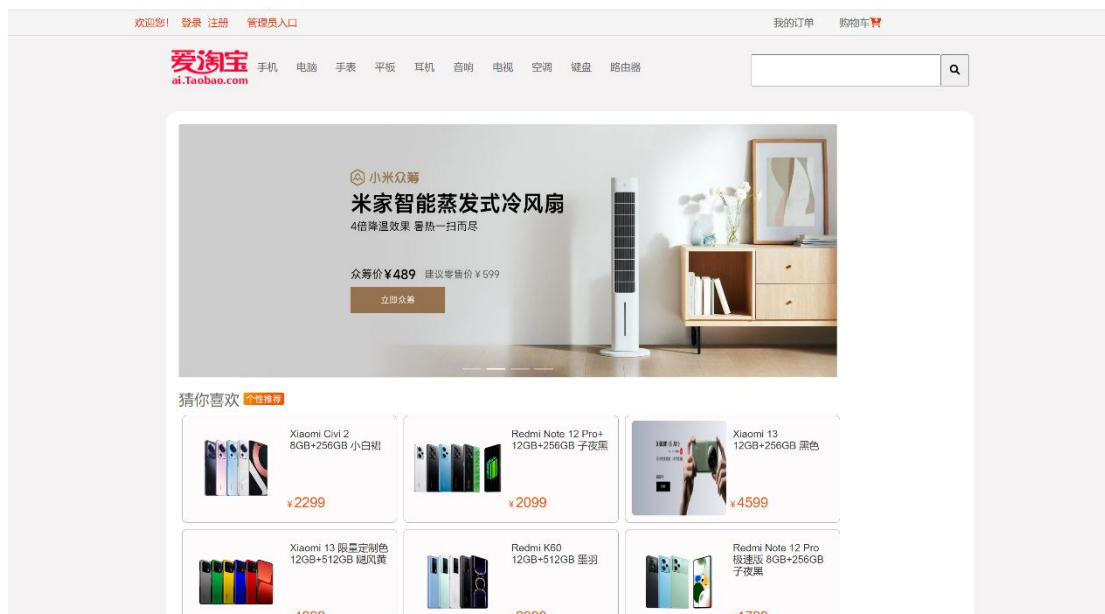 欢迎您! 登录 注册 管理员入口 我的订单 购物车
爱淘宝
ai.Taobao.com
手机 电脑 手表 平板 耳机 音响 电视 空调 键盘 路由器
小米众筹
米家智能蒸发式冷风扇
4倍降温效果 暑热一扫而尽
众筹价¥489 建议零售价¥599
立即众筹
猜你喜欢 个性推荐
Xiaomi Civi 2
8GB+256GB 小白裙
¥2299
Redmi Note 12 Pro+
12GB+256GB 子夜黑
¥2099
Xiaomi 13
12GB+256GB 黑色
¥4599
Xiaomi 13 限量定制色
12GB+512GB 飓风黄
Redmi K60
12GB+512GB 墨羽
Redmi Note 12 Pro
极速版 8GB+256GB
子夜黑